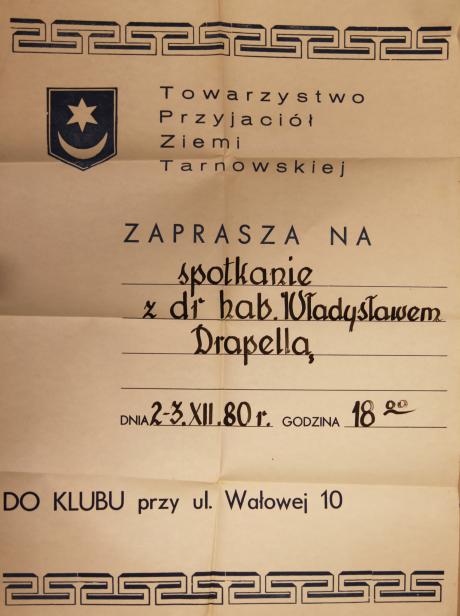 Towarzystwo
Przyjaciół
Ziemi
Tarnowskiej
ZAPRASZA NA
spotkanie
z dr hab. Władysławem
Drapellą
DNIA 2-3.XII.80 r. GODZINA 18 00
DO KLUBU przy ul. Wałowej 10